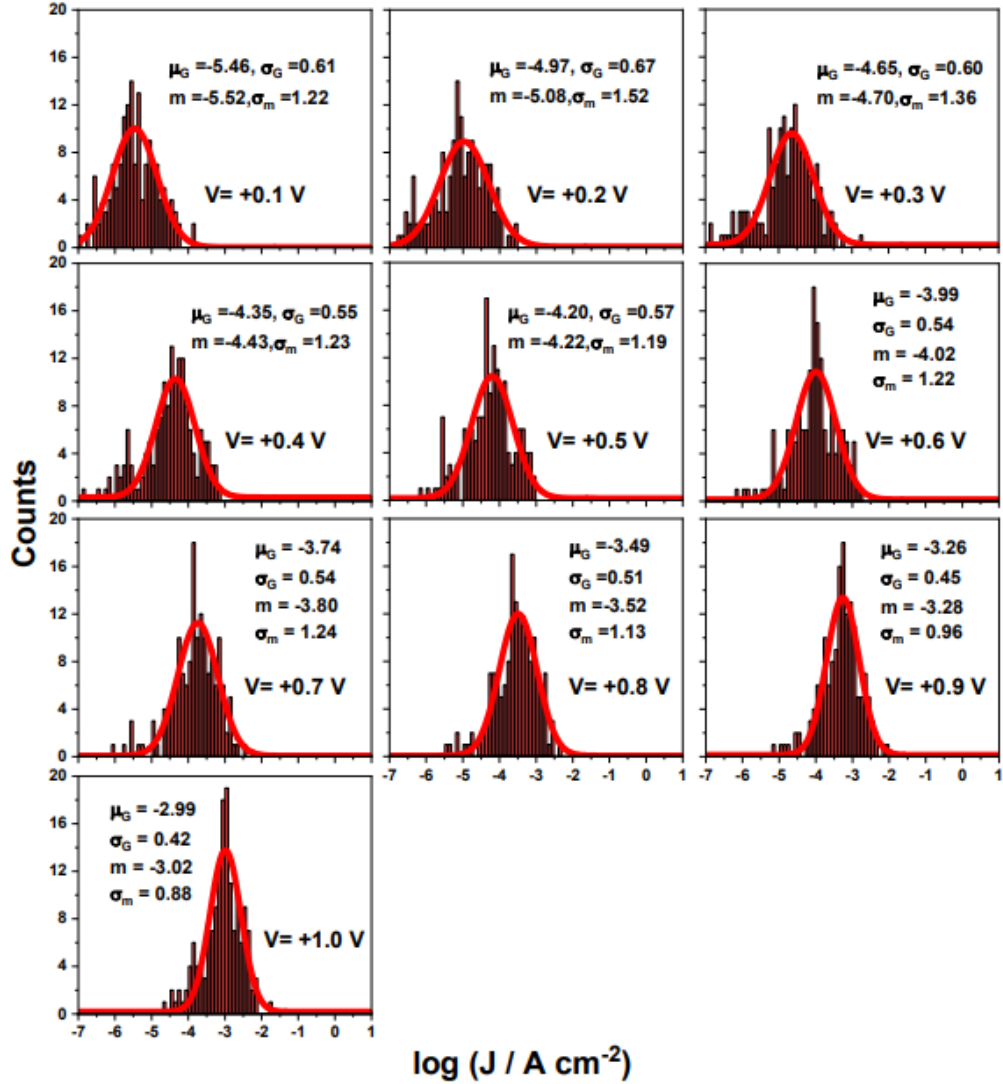 20
16
12
8
4
0
μG =-5.46, σG =0.61
m =-5.52,σm =1.22
V= +0.1 V
μG =-4.97, σG =0.67
m =-5.08,σm =1.52
V= +0.2 V
μG =-4.65, σG =0.60
m =-4.70,σm =1.36
V= +0.3 V
20
16
12
8
4
0
μG =-4.35, σG =0.55
m =-4.43,σm =1.23
V= +0.4 V
μG =-4.20, σG =0.57
m =-4.22,σm =1.19
V= +0.5 V
μG = -3.99
σG = 0.54
m = -4.02
σm = 1.22
V= +0.6 V
Counts
20
16
12
8
4
0
μG = -3.74
σG = 0.54
m = -3.80
σm = 1.24
V= +0.7 V
μG = -3.49
σG =0.51
m = -3.52
σm = 1.13
V= +0.8 V
-7 -6 -5 -4 -3 -2 -1 0 1
μG = -3.26
σG = 0.45
m = -3.28
σm = 0.96
V= +0.9 V
-7 -6 -5 -4 -3 -2 -1 0 1
20
16
12
8
4
0
μG = -2.99
σG = 0.42
m = -3.02
σm = 0.88
V= +1.0 V
-7 -6 -5 -4 -3 -2 -1 0 1
log (J / A cm-2)